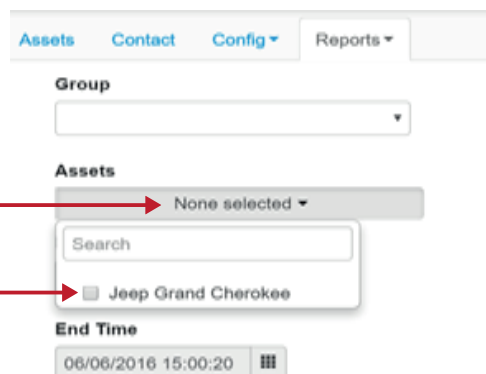 Assets Contact Config Reports
Group
Assets
None selected
Search
Jeep Grand Cherokee
End Time
06/06/2016 15:00:20